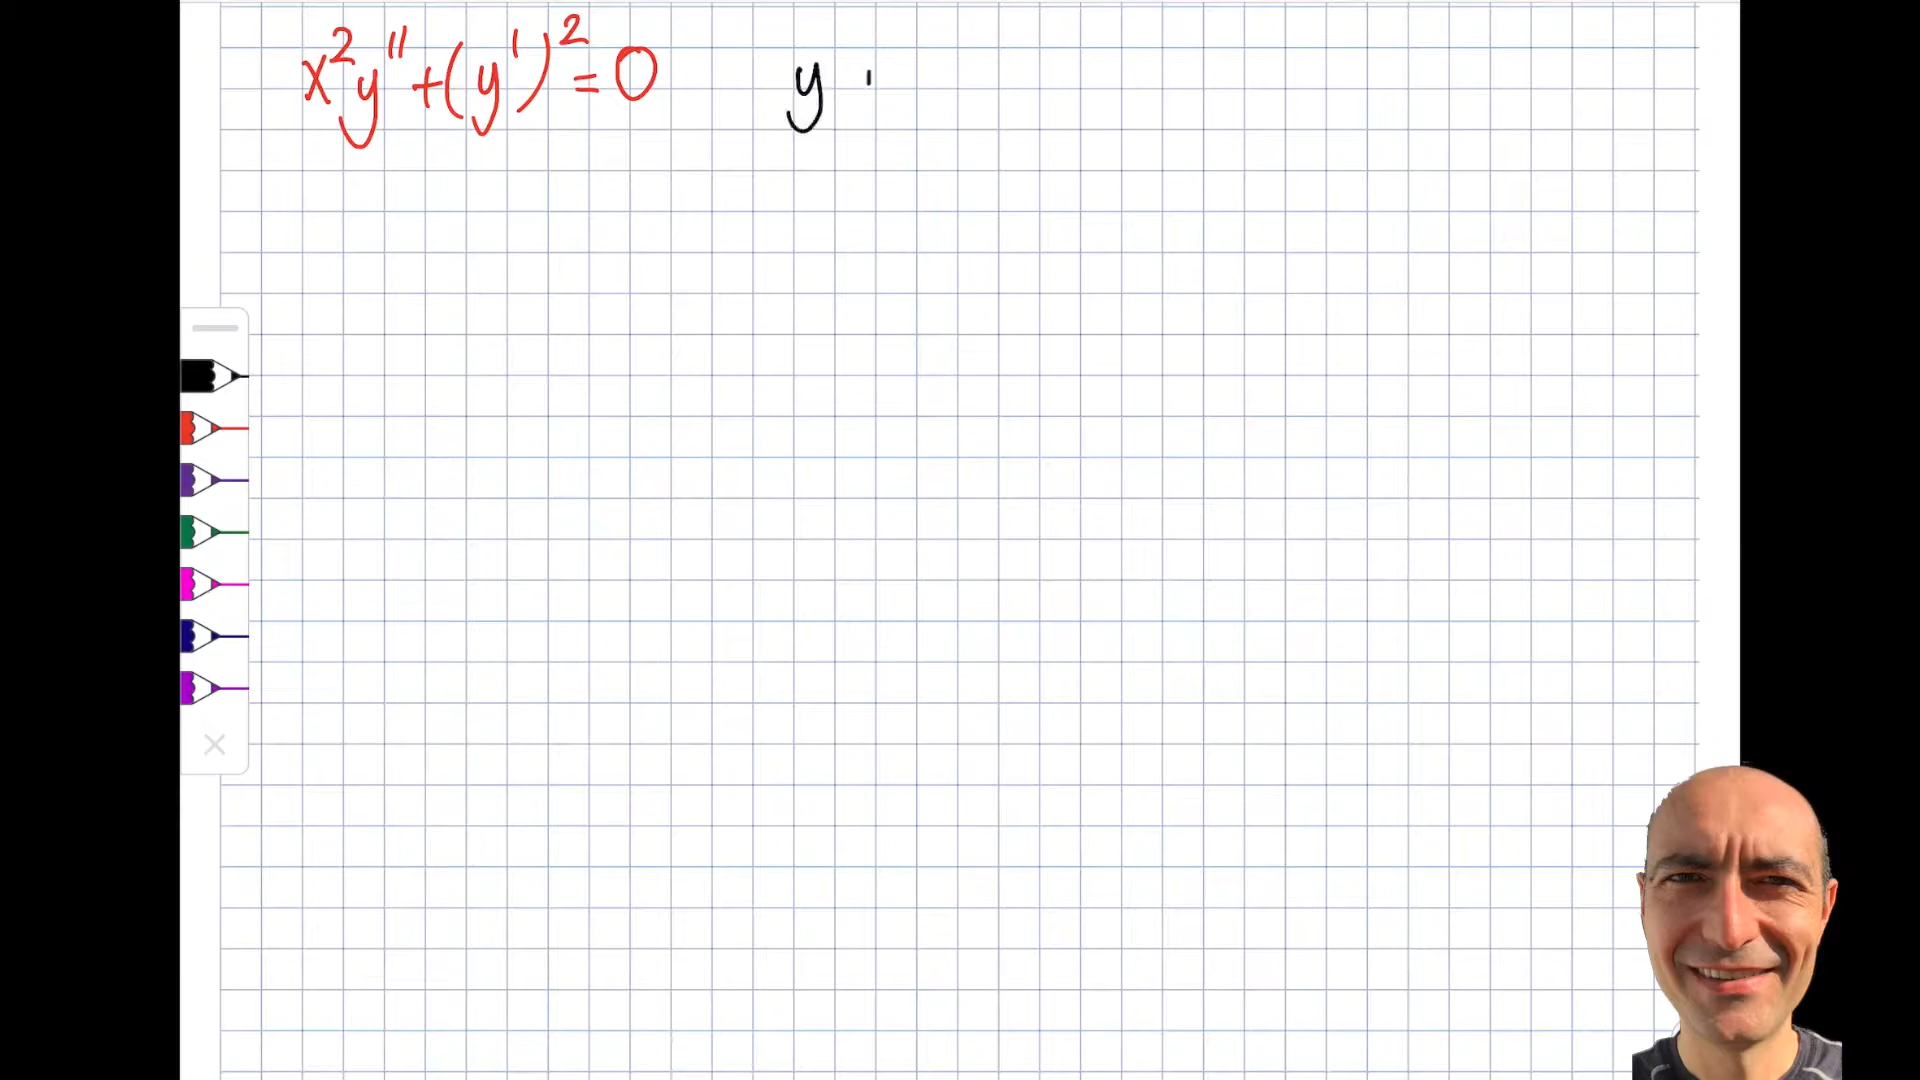 x²y'' + (y')² = 0 y '